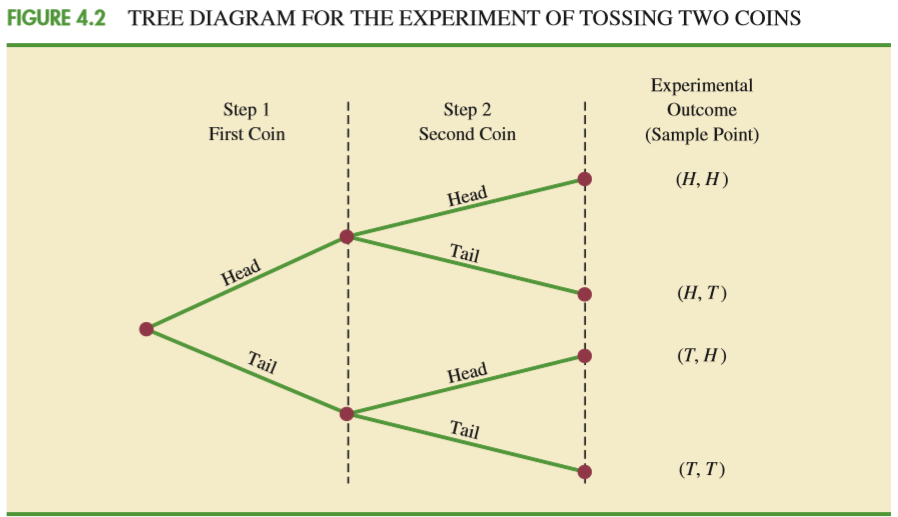 FIGURE 4.2 TREE DIAGRAM FOR THE EXPERIMENT OF TOSSING TWO COINS
Step 1
First Coin
Step 2
Second Coin
Experimental
Outcome
(Sample Point)
Head
Tail
Head
Tail
Head
Tail
(H, H)
(H, T)
(T, H)
(T, T)